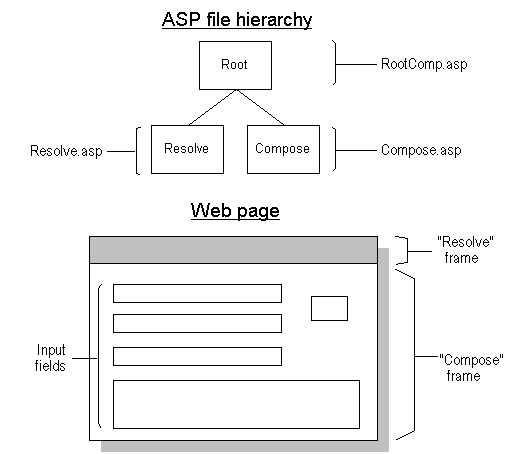 ASP file hierarchy
Root
RootComp.asp
Resolve.asp
Resolve
Compose
Compose.asp
Web page
"Resolve"
frame
Input
fields
"Compose"
frame